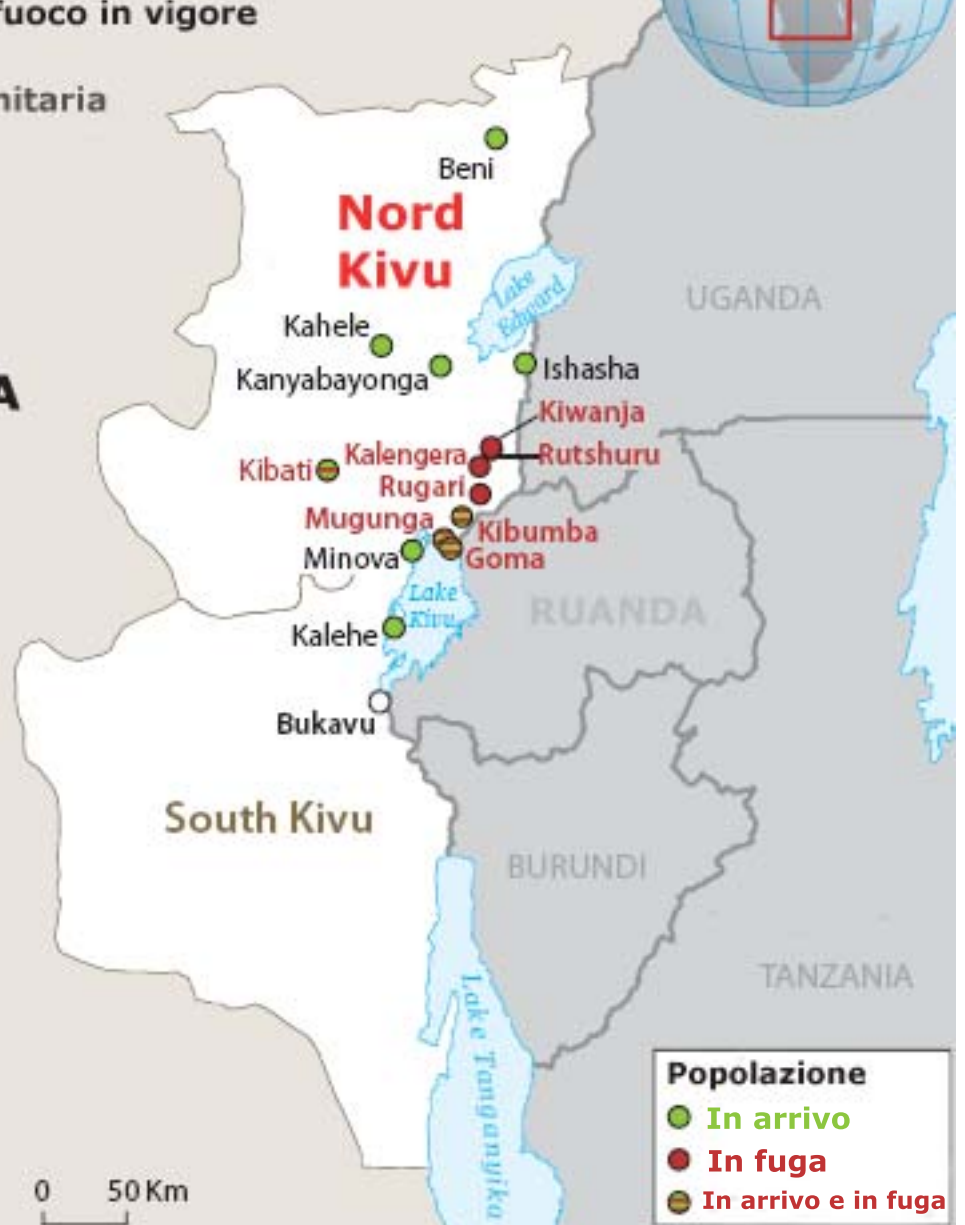 fuoco in vigore
nitaria
Beni
Nord
Kivu
Lake
Edward
UGANDA
Kahele
Kanyabayonga
Ishasha
A
Kiwanja
Kalengera
Rutshuru
Kibati
Rugari
Mugunga
Kibumba
Minova
Goma
Lake
Kivu
RUANDA
Kalehe
Bukavu
South Kivu
BURUNDI
TANZANIA
Lake Tanganyika
Popolazione
In arrivo
In fuga
In arrivo e in fuga
0 50 Km